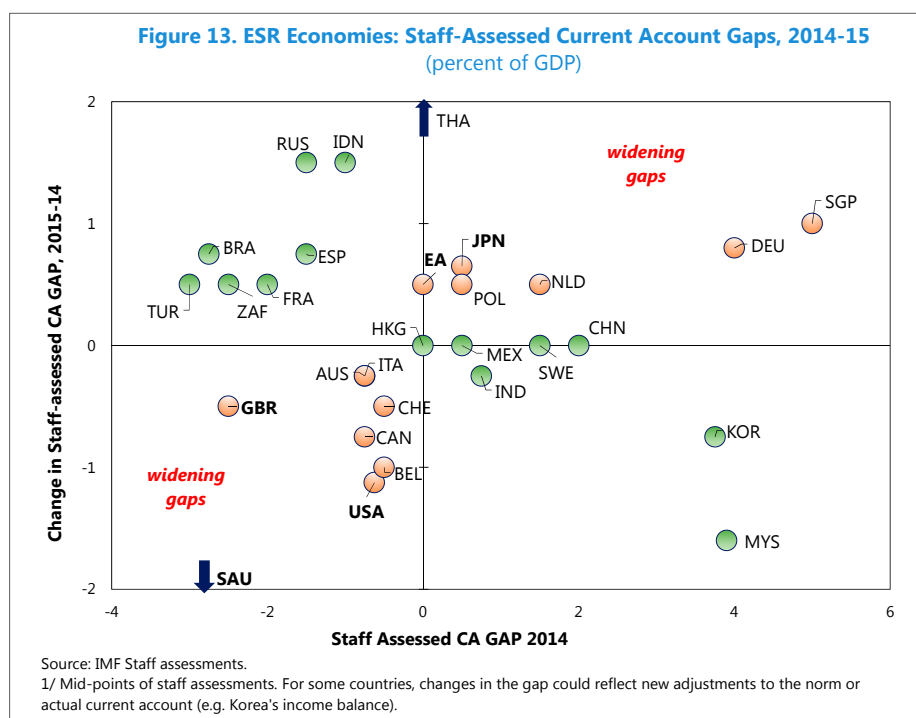 Figure 13. ESR Economies: Staff-Assessed Current Account Gaps, 2014-15
(percent of GDP)
2
THA
RUS
IDN
widening
gaps
SGP
1
BRA
ESP
JPN
EA
DEU
TUR
ZAF
FRA
POL
NLD
HKG
CHN
0
MEX
SWE
AUS
ITA
IND
GBR
CHE
CAN
KOR
-1
BEL
widening
gaps
USA
MYS
SAU
-2
-4
-2
0
2
4
6
Change in Staff-assessed CA GAP, 2015-14
Staff Assessed CA GAP 2014
Source: IMF Staff assessments.
1/ Mid-points of staff assessments. For some countries, changes in the gap could reflect new adjustments to the norm or
actual current account (e.g. Korea's income balance).